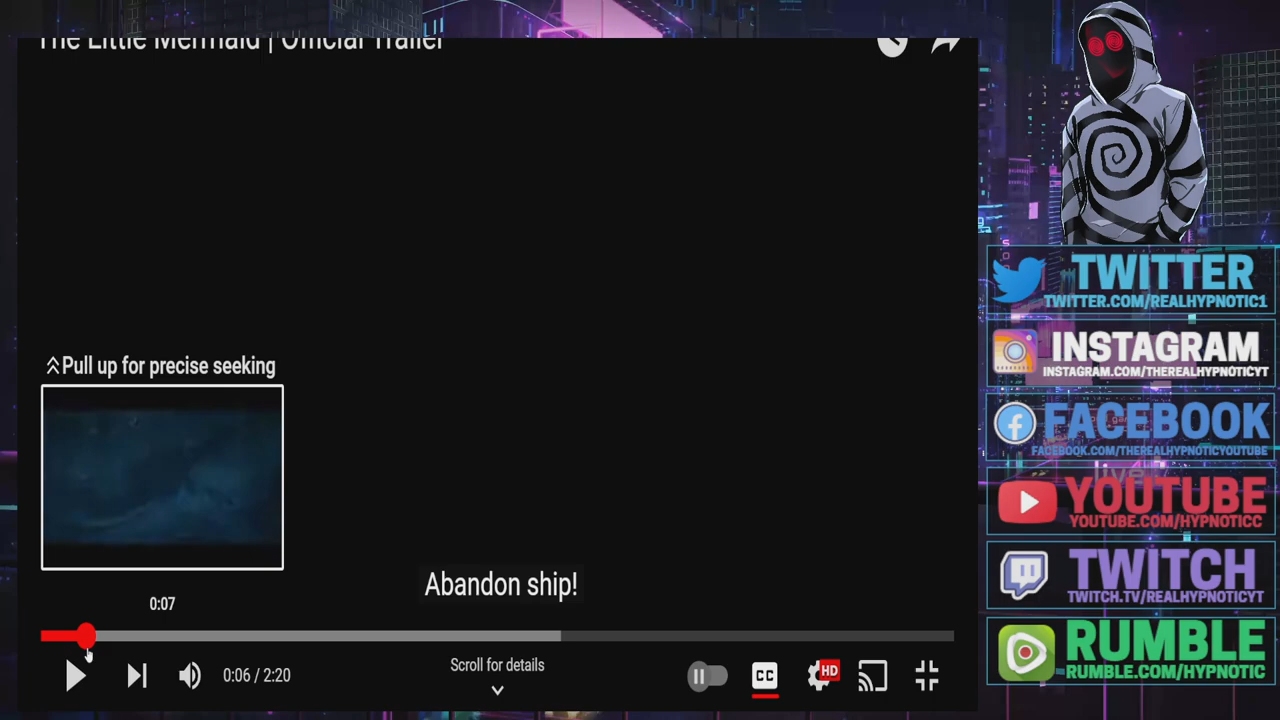 The Little Mermaid | Official Trailer
Pull up for precise seeking
0:07
Abandon ship!
0:06 / 2:20
Scroll for details
CC
HD
TWITTER
TWITTER.COM/REALHYPNOTIC1
INSTAGRAM
INSTAGRAM.COM/THEREALHYPNOTICYT
FACEBOOK
FACEBOOK.COM/THEREALHYPNOTICYOUTUBE
live
YOUTUBE
YOUTUBE.COM/HYPNOTICC
TWITCH
TWITCH.TV/REALHYPNOTICYT
RUMBLE
RUMBLE.COM/HYPNOTIC